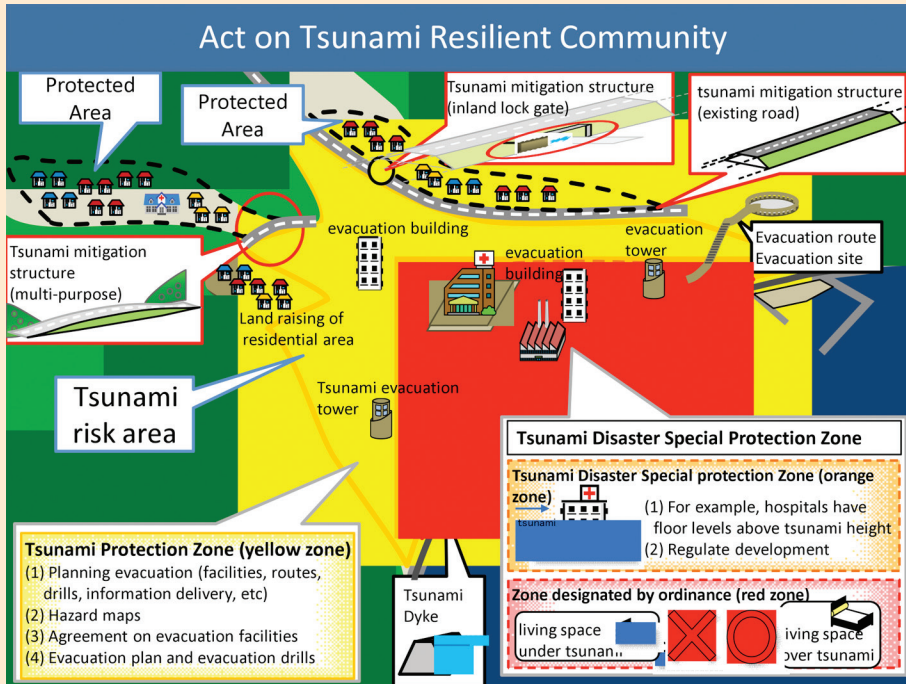 Act on Tsunami Resilient Community
Protected
Area
Protected
Area
Tsunami mitigation structure
(inland lock gate)
tsunami mitigation structure
(existing road)
evacuation building
evacuation
building
evacuation
tower
Evacuation route
Evacuation site
Tsunami mitigation
structure
(multi-purpose)
Land raising of
residential area
Tsunami
risk area
Tsunami evacuation
tower
Tsunami Protection Zone (yellow zone)
(1) Planning evacuation (facilities, routes,
drills, information delivery, etc)
(2) Hazard maps
(3) Agreement on evacuation facilities
(4) Evacuation plan and evacuation drills
Tsunami
Dyke
Tsunami Disaster Special Protection Zone
Tsunami Disaster Special protection Zone (orange
zone)
tsunami
(1) For example, hospitals have
floor levels above tsunami height
(2) Regulate development
Zone designated by ordinance (red zone)
living space
under tsunami
iving space
over tsunami